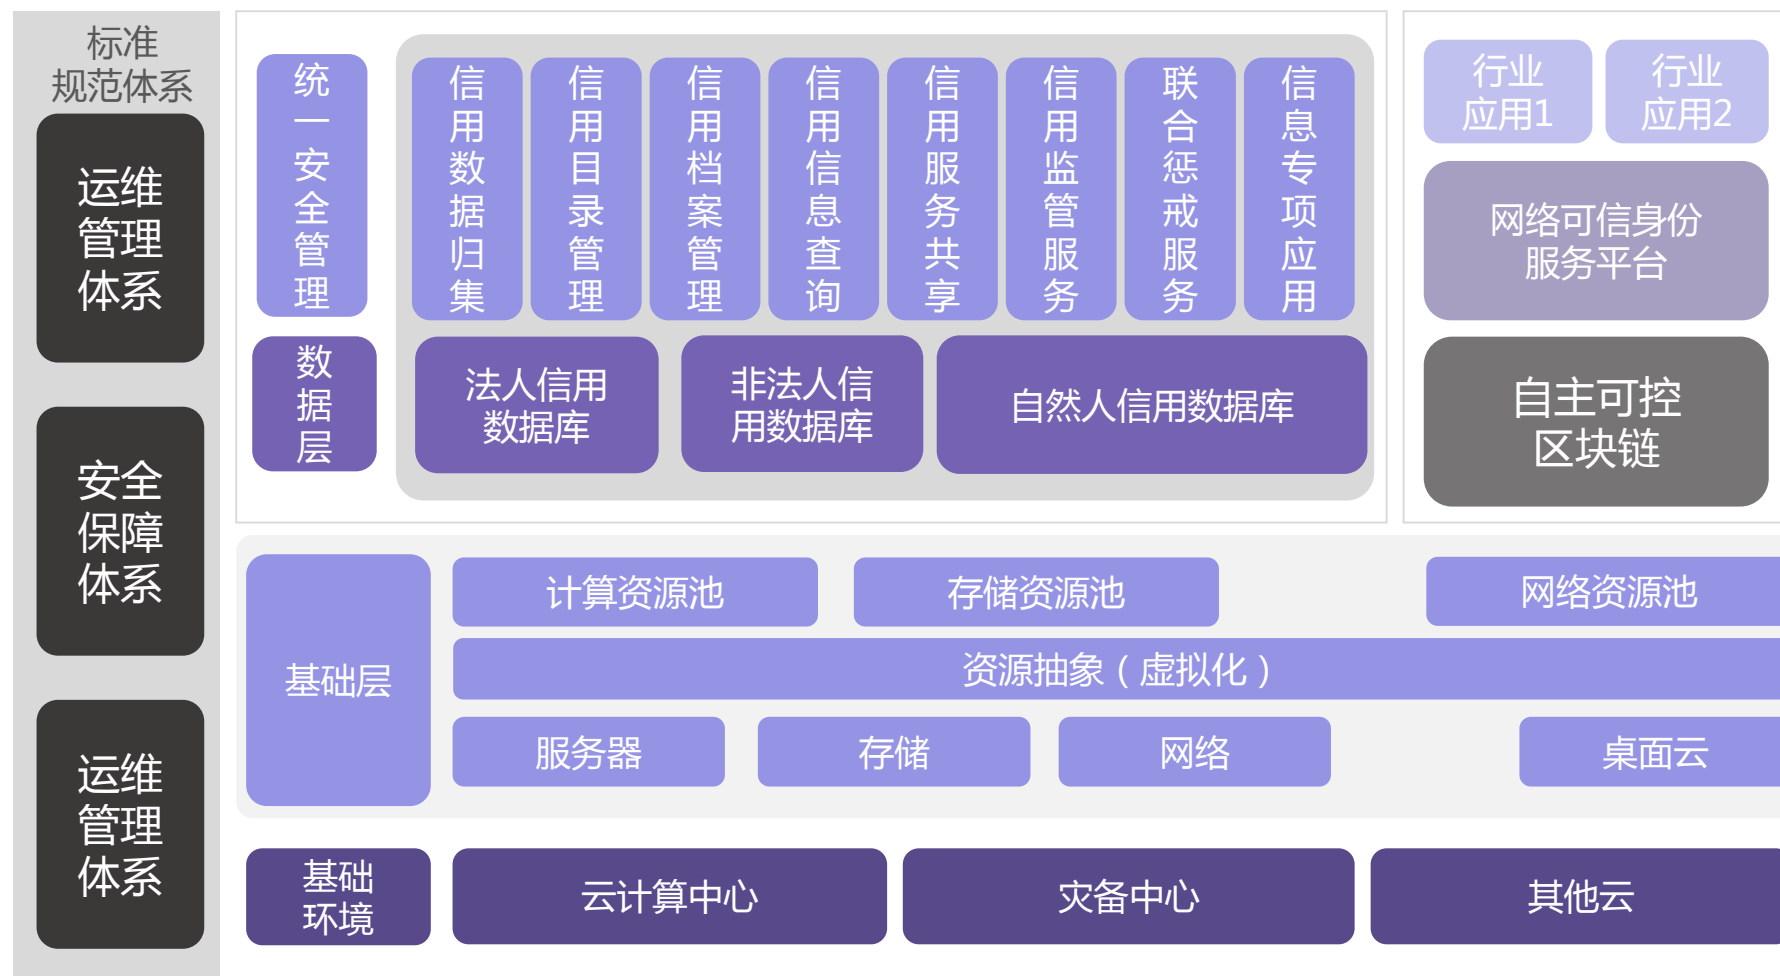 标准
规范体系
运维
管理
体系
安全
保障
体系
运维
管理
体系
统一安全管理
信用数据归集
信用目录管理
信用档案管理
信用信息查询
信用服务共享
信用监管服务
联合惩戒服务
信息专项应用
数据层
法人信用
数据库
非法人信
用数据库
自然人信用数据库
行业
应用1
行业
应用2
网络可信身份
服务平台
自主可控
区块链
基础层
计算资源池
存储资源池
网络资源池
资源抽象（虚拟化）
服务器
存储
网络
桌面云
基础
环境
云计算中心
灾备中心
其他云